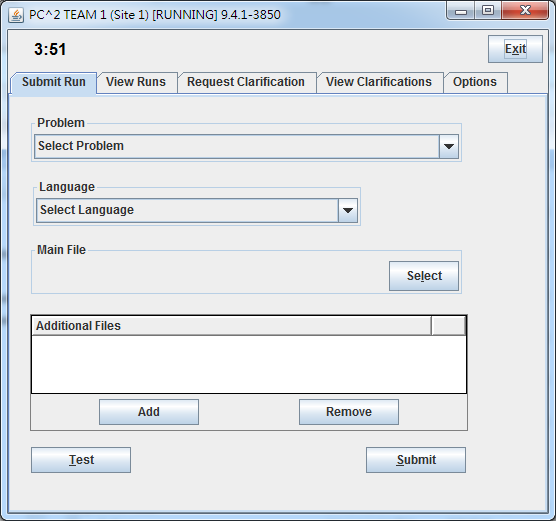 PC^2 TEAM 1 (Site 1) [RUNNING] 9.4.1-3850
3:51
Exit
Submit Run View Runs Request Clarification View Clarifications Options
Problem
Select Problem
Language
Select Language
Main File
Select
Additional Files
Add Remove
Test Submit